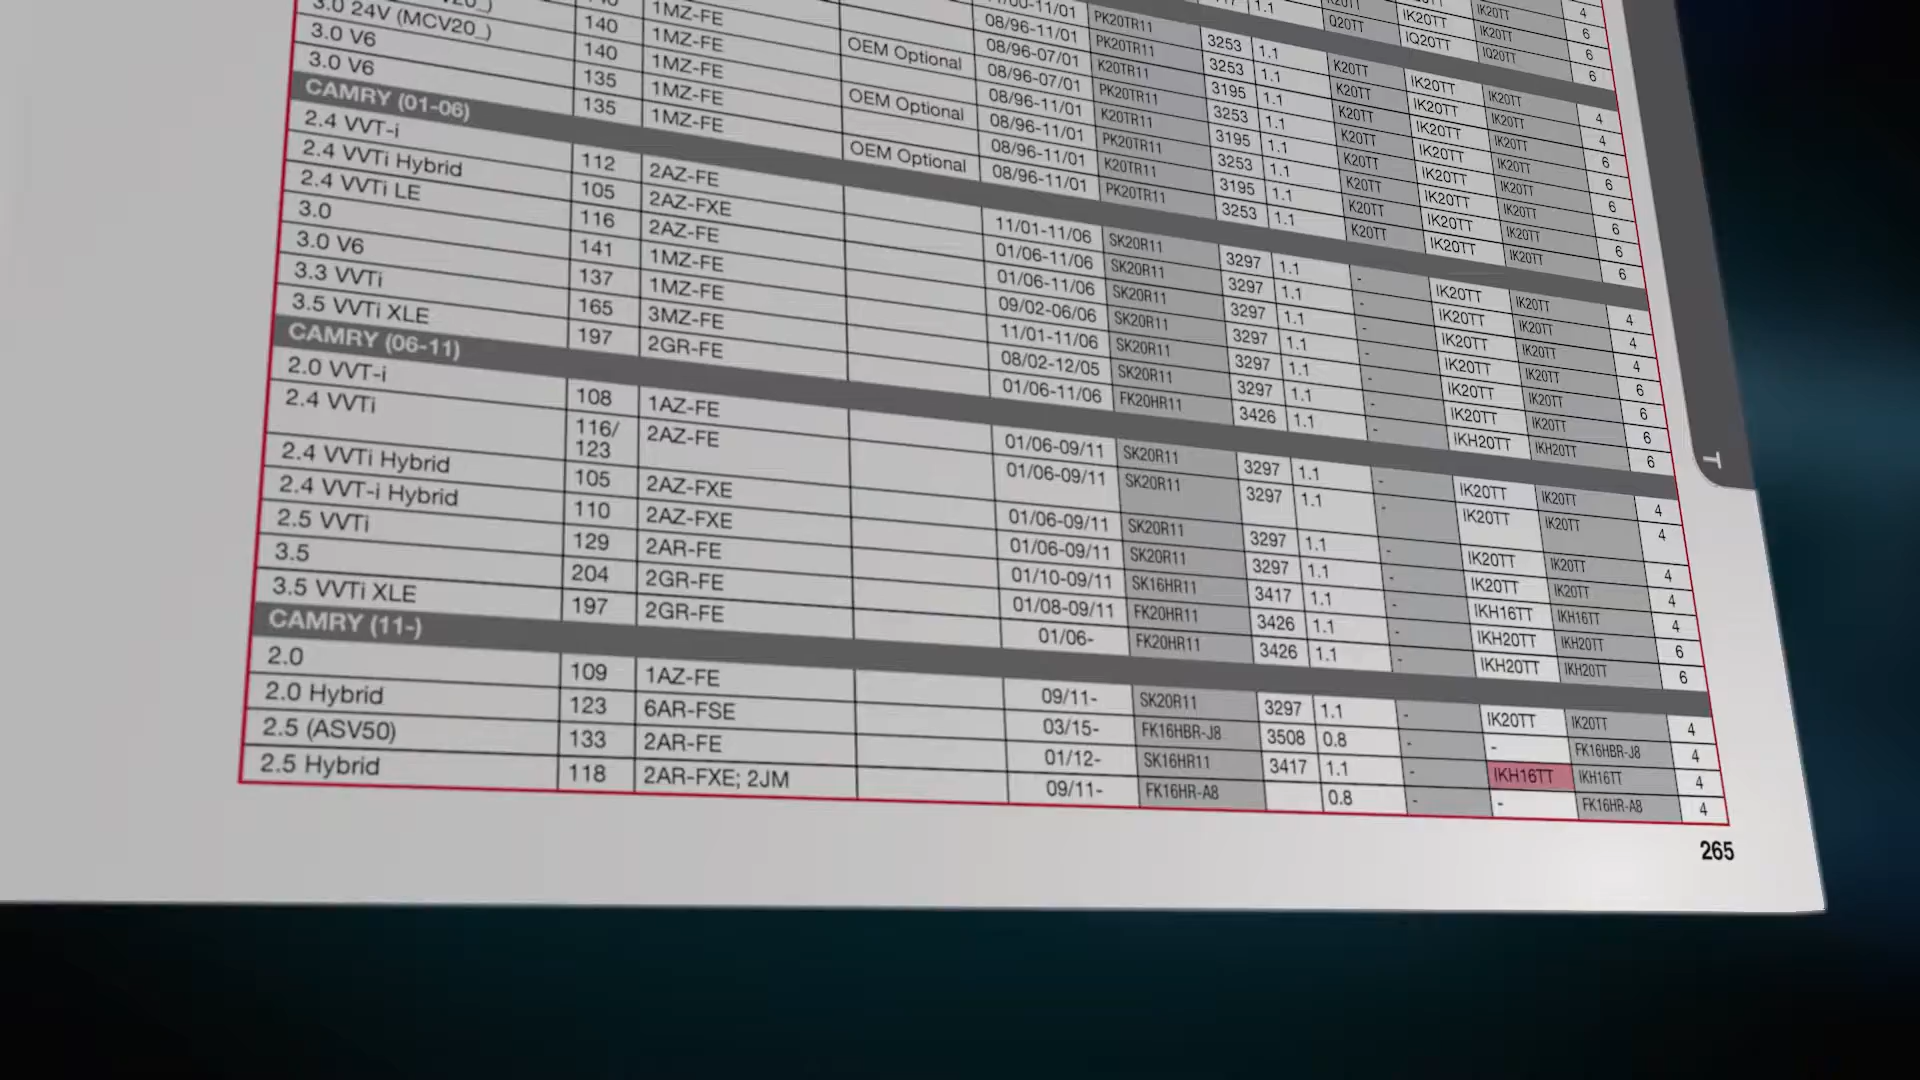 4
1.1 IK20TT IK20TT 6
Q20TT IQ20TT IQ20TT 6
PK20TR11 3253 1.1 K20TT IK20TT IK20TT 4
08/96-11/01 PK20TR11 3253 1.1 K20TT IK20TT IK20TT 4
08/96-07/01 K20TR11 3195 1.1 K20TT IK20TT IK20TT 6
1MZ-FE OEM Optional 08/96-07/01 PK20TR11 3253 1.1 K20TT IK20TT IK20TT 6
140 1MZ-FE 08/96-11/01 K20TR11 3195 1.1 K20TT IK20TT IK20TT 6
3.0 24V (MCV20_) 140 1MZ-FE OEM Optional 08/96-11/01 PK20TR11 3253 1.1 K20TT IK20TT IK20TT 6
3.0 V6 135 1MZ-FE 08/96-11/01 K20TR11 3195 1.1 K20TT IK20TT IK20TT 6
3.0 V6 135 1MZ-FE OEM Optional 08/96-11/01 PK20TR11 3253 1.1 K20TT IK20TT IK20TT 6
CAMRY (01-06)
2.4 VVT-i 112 2AZ-FE 11/01-11/06 SK20R11 3297 1.1 - IK20TT IK20TT 4
2.4 VVTi Hybrid 105 2AZ-FXE 01/06-11/06 SK20R11 3297 1.1 - IK20TT IK20TT 4
2.4 VVTi LE 116 2AZ-FE 01/06-11/06 SK20R11 3297 1.1 - IK20TT IK20TT 4
3.0 141 1MZ-FE 09/02-06/06 SK20R11 3297 1.1 - IK20TT IK20TT 6
3.0 V6 137 1MZ-FE 11/01-11/06 SK20R11 3297 1.1 - IK20TT IK20TT 6
3.3 VVTi 165 3MZ-FE 08/02-12/05 SK20R11 3297 1.1 - IK20TT IK20TT 6
3.5 VVTi XLE 197 2GR-FE 01/06-11/06 FK20HR11 3426 1.1 - IKH20TT IKH20TT 6
CAMRY (06-11)
2.0 VVT-i 108 1AZ-FE 01/06-09/11 SK20R11 3297 1.1 - IK20TT IK20TT 4
2.4 VVTi 116/ 2AZ-FE 01/06-09/11 SK20R11 3297 1.1 - IK20TT IK20TT 4
123
2.4 VVTi Hybrid 105 2AZ-FXE 01/06-09/11 SK20R11 3297 1.1 - IK20TT IK20TT 4
2.4 VVT-i Hybrid 110 2AZ-FXE 01/06-09/11 SK20R11 3297 1.1 - IK20TT IK20TT 4
2.5 VVTi 129 2AR-FE 01/10-09/11 SK16HR11 3417 1.1 - IKH16TT IKH16TT 4
3.5 204 2GR-FE 01/08-09/11 FK20HR11 3426 1.1 - IKH20TT IKH20TT 6
3.5 VVTi XLE 197 2GR-FE 01/06- FK20HR11 3426 1.1 - IKH20TT IKH20TT 6
CAMRY (11-)
2.0 109 1AZ-FE 09/11- SK20R11 3297 1.1 - IK20TT IK20TT 4
2.0 Hybrid 123 6AR-FSE 03/15- FK16HBR-J8 3508 0.8 - - FK16HBR-J8 4
2.5 (ASV50) 133 2AR-FE 01/12- SK16HR11 3417 1.1 - IKH16TT IKH16TT 4
2.5 Hybrid 118 2AR-FXE; 2JM 09/11- FK16HR-A8 0.8 - - FK16HR-A8 4
T
265